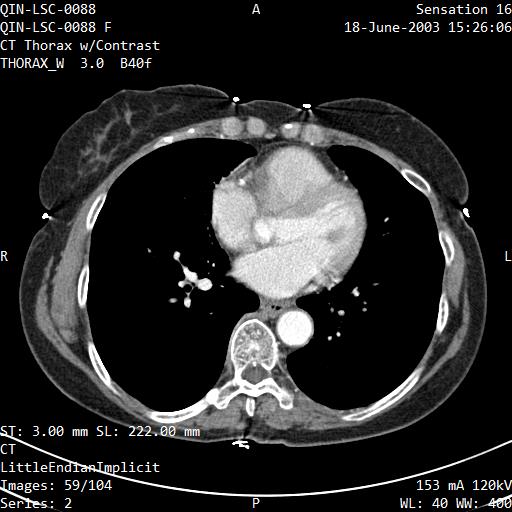 QIN-LSC-0088
A
Sensation 16
QIN-LSC-0088 F
18-June-2003 15:26:06
CT Thorax w/Contrast
THORAX_W 3.0 B40f
R
L
ST: 3.00 mm SL: 222.00 mm
CT
LittleEndianImplicit
Images: 59/104
153 mA 120kV
Series: 2
P
WL: 40 WW: 400